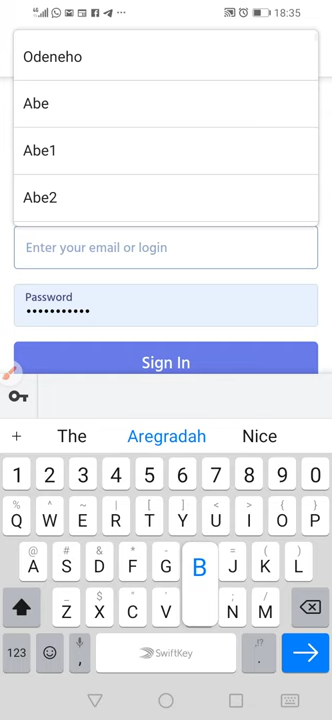 18:35
Odeneho
Abe
Abe1
Abe2
Enter your email or login
Password
•••••••••••
Sign In
+ The Aregradah Nice
1 2 3 4 5 6 7 8 9 0
% ^ ~ | [ ] < > { }
Q W E R T Y U I O P
@ # & * - = ( )
A S D F G B J K L
_ $ " ' : ; /
Z X C V N M
123 , SwiftKey ,!? .